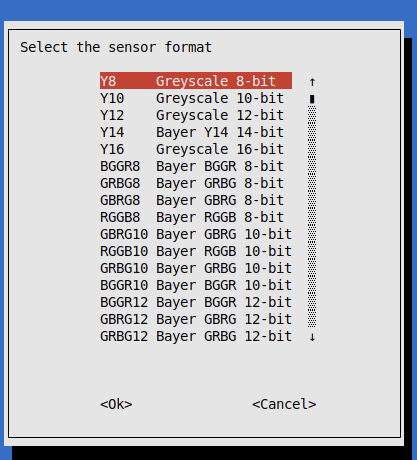 Select the sensor format
Y8 Greyscale 8-bit ↑
Y10 Greyscale 10-bit
Y12 Greyscale 12-bit
Y14 Bayer Y14 14-bit
Y16 Greyscale 16-bit
BGGR8 Bayer BGGR 8-bit
GRBG8 Bayer GRBG 8-bit
GBRG8 Bayer GBRG 8-bit
RGGB8 Bayer RGGB 8-bit
GBRG10 Bayer GBRG 10-bit
RGGB10 Bayer RGGB 10-bit
GRBG10 Bayer GRBG 10-bit
BGGR10 Bayer BGGR 10-bit
BGGR12 Bayer BGGR 12-bit
GBRG12 Bayer GBRG 12-bit
GRBG12 Bayer GRBG 12-bit ↓
<Ok> <Cancel>